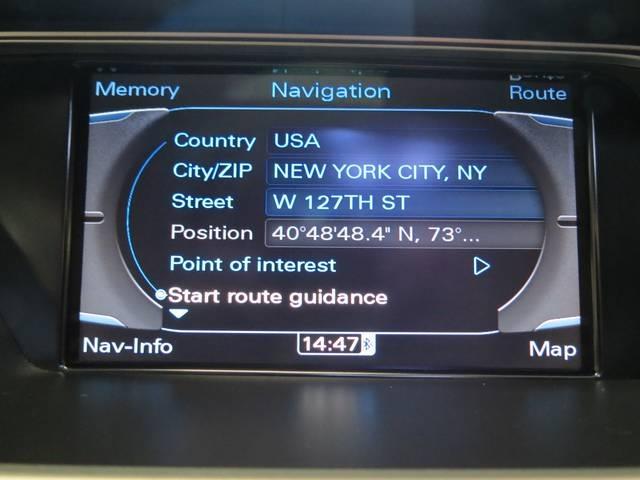 Memory Navigation Route
Country USA
City/ZIP NEW YORK CITY, NY
Street W 127TH ST
Position 40°48'48.4" N, 73°...
Point of interest
Start route guidance
Nav-Info 14:47 Map